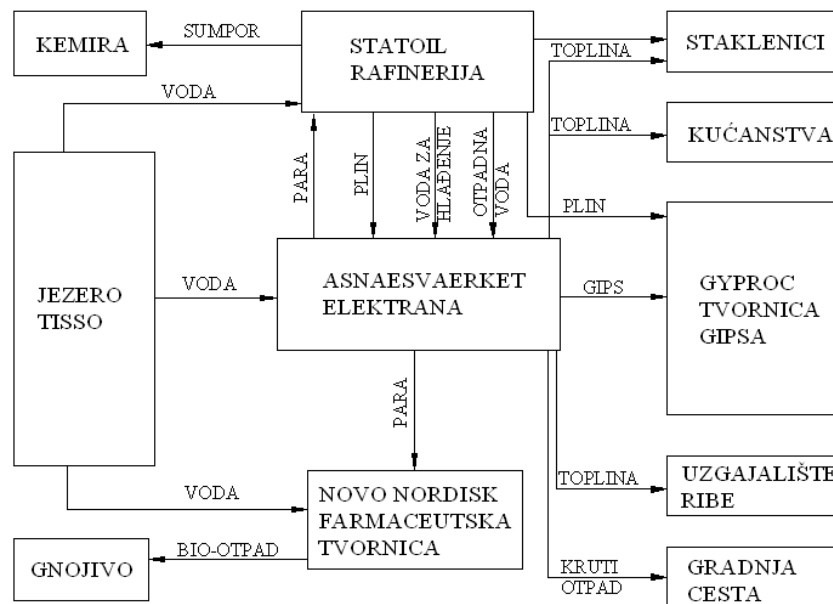 KEMIRA
SUMPOR
STATOIL
RAFINERIJA
TOPLINA
STAKLENICI
VODA
TOPLINA
KUĆANSTVA
PARA
PLIN
VODA ZA
HLAĐENJE
OTPADNA
VODA
PLIN
JEZERO
TISSO
VODA
ASNAESVAERKET
ELEKTRANA
GIPS
GYPROC
TVORNICA
GIPSA
PARA
VODA
NOVO NORDISK
FARMACEUTSKA
TVORNICA
TOPLINA
UZGAJALIŠTE
RIBE
GNOJIVO
BIO-OTPAD
KRUTI
OTPAD
GRADNJA
CESTA